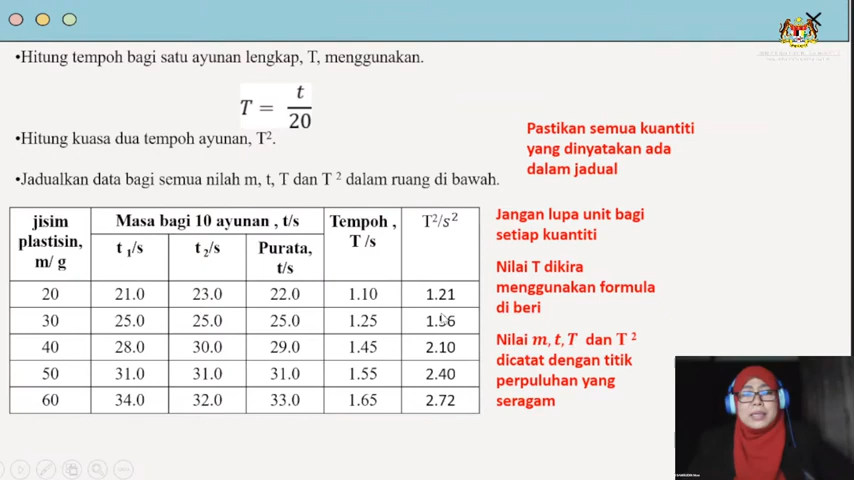 •Hitung tempoh bagi satu ayunan lengkap, T, menggunakan.
T = t/20
•Hitung kuasa dua tempoh ayunan, T².
•Jadualkan data bagi semua nilah m, t, T dan T ² dalam ruang di bawah.
jisim plastisin, m/ g | Masa bagi 10 ayunan , t/s | Tempoh , T /s | T²/s²
t ₁/s | t ₂/s | Purata, t/s
20 | 21.0 | 23.0 | 22.0 | 1.10 | 1.21
30 | 25.0 | 25.0 | 25.0 | 1.25 | 1.56
40 | 28.0 | 30.0 | 29.0 | 1.45 | 2.10
50 | 31.0 | 31.0 | 31.0 | 1.55 | 2.40
60 | 34.0 | 32.0 | 33.0 | 1.65 | 2.72
Pastikan semua kuantiti
yang dinyatakan ada
dalam jadual
Jangan lupa unit bagi
setiap kuantiti
Nilai T dikira
menggunakan formula
di beri
Nilai m, t, T dan T ²
dicatat dengan titik
perpuluhan yang
seragam